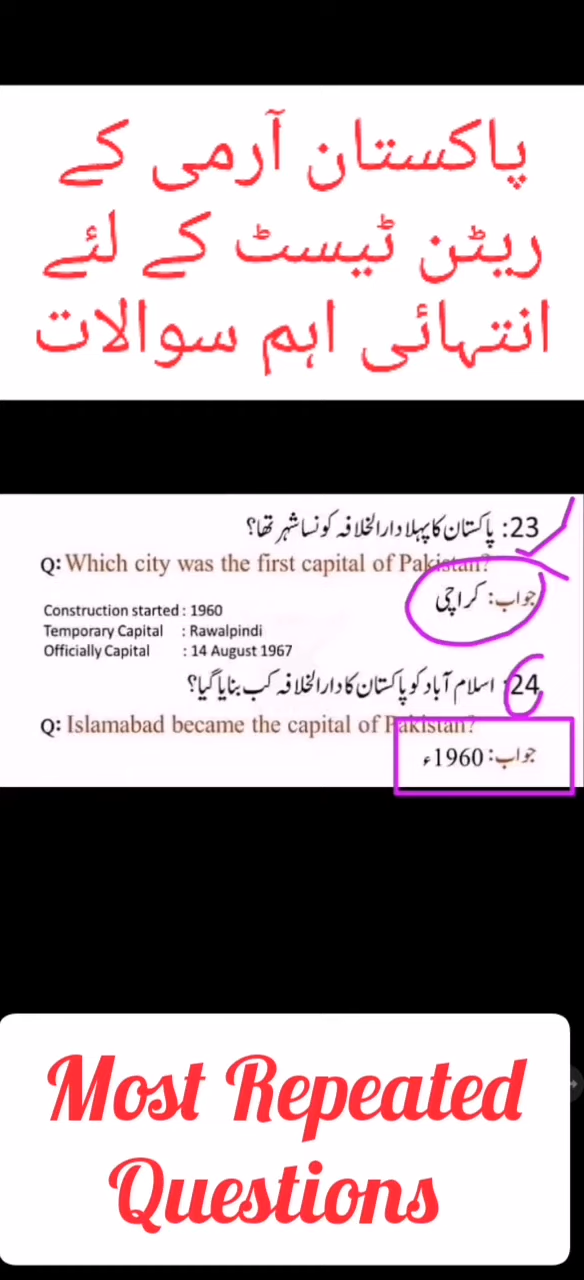 پاکستان آرمی کے
ریٹن ٹیسٹ کے لئے
انتہائی اہم سوالات
23: پاکستان کا پہلا دارالخلافہ کونسا شہر تھا؟
Q: Which city was the first capital of Pakistan?
جواب: کراچی
Construction started : 1960
Temporary Capital : Rawalpindi
Officially Capital : 14 August 1967
24: اسلام آباد کو پاکستان کا دارالخلافہ کب بنایا گیا؟
Q: Islamabad became the capital of Pakistan?
جواب: 1960ء
Most Repeated
Questions